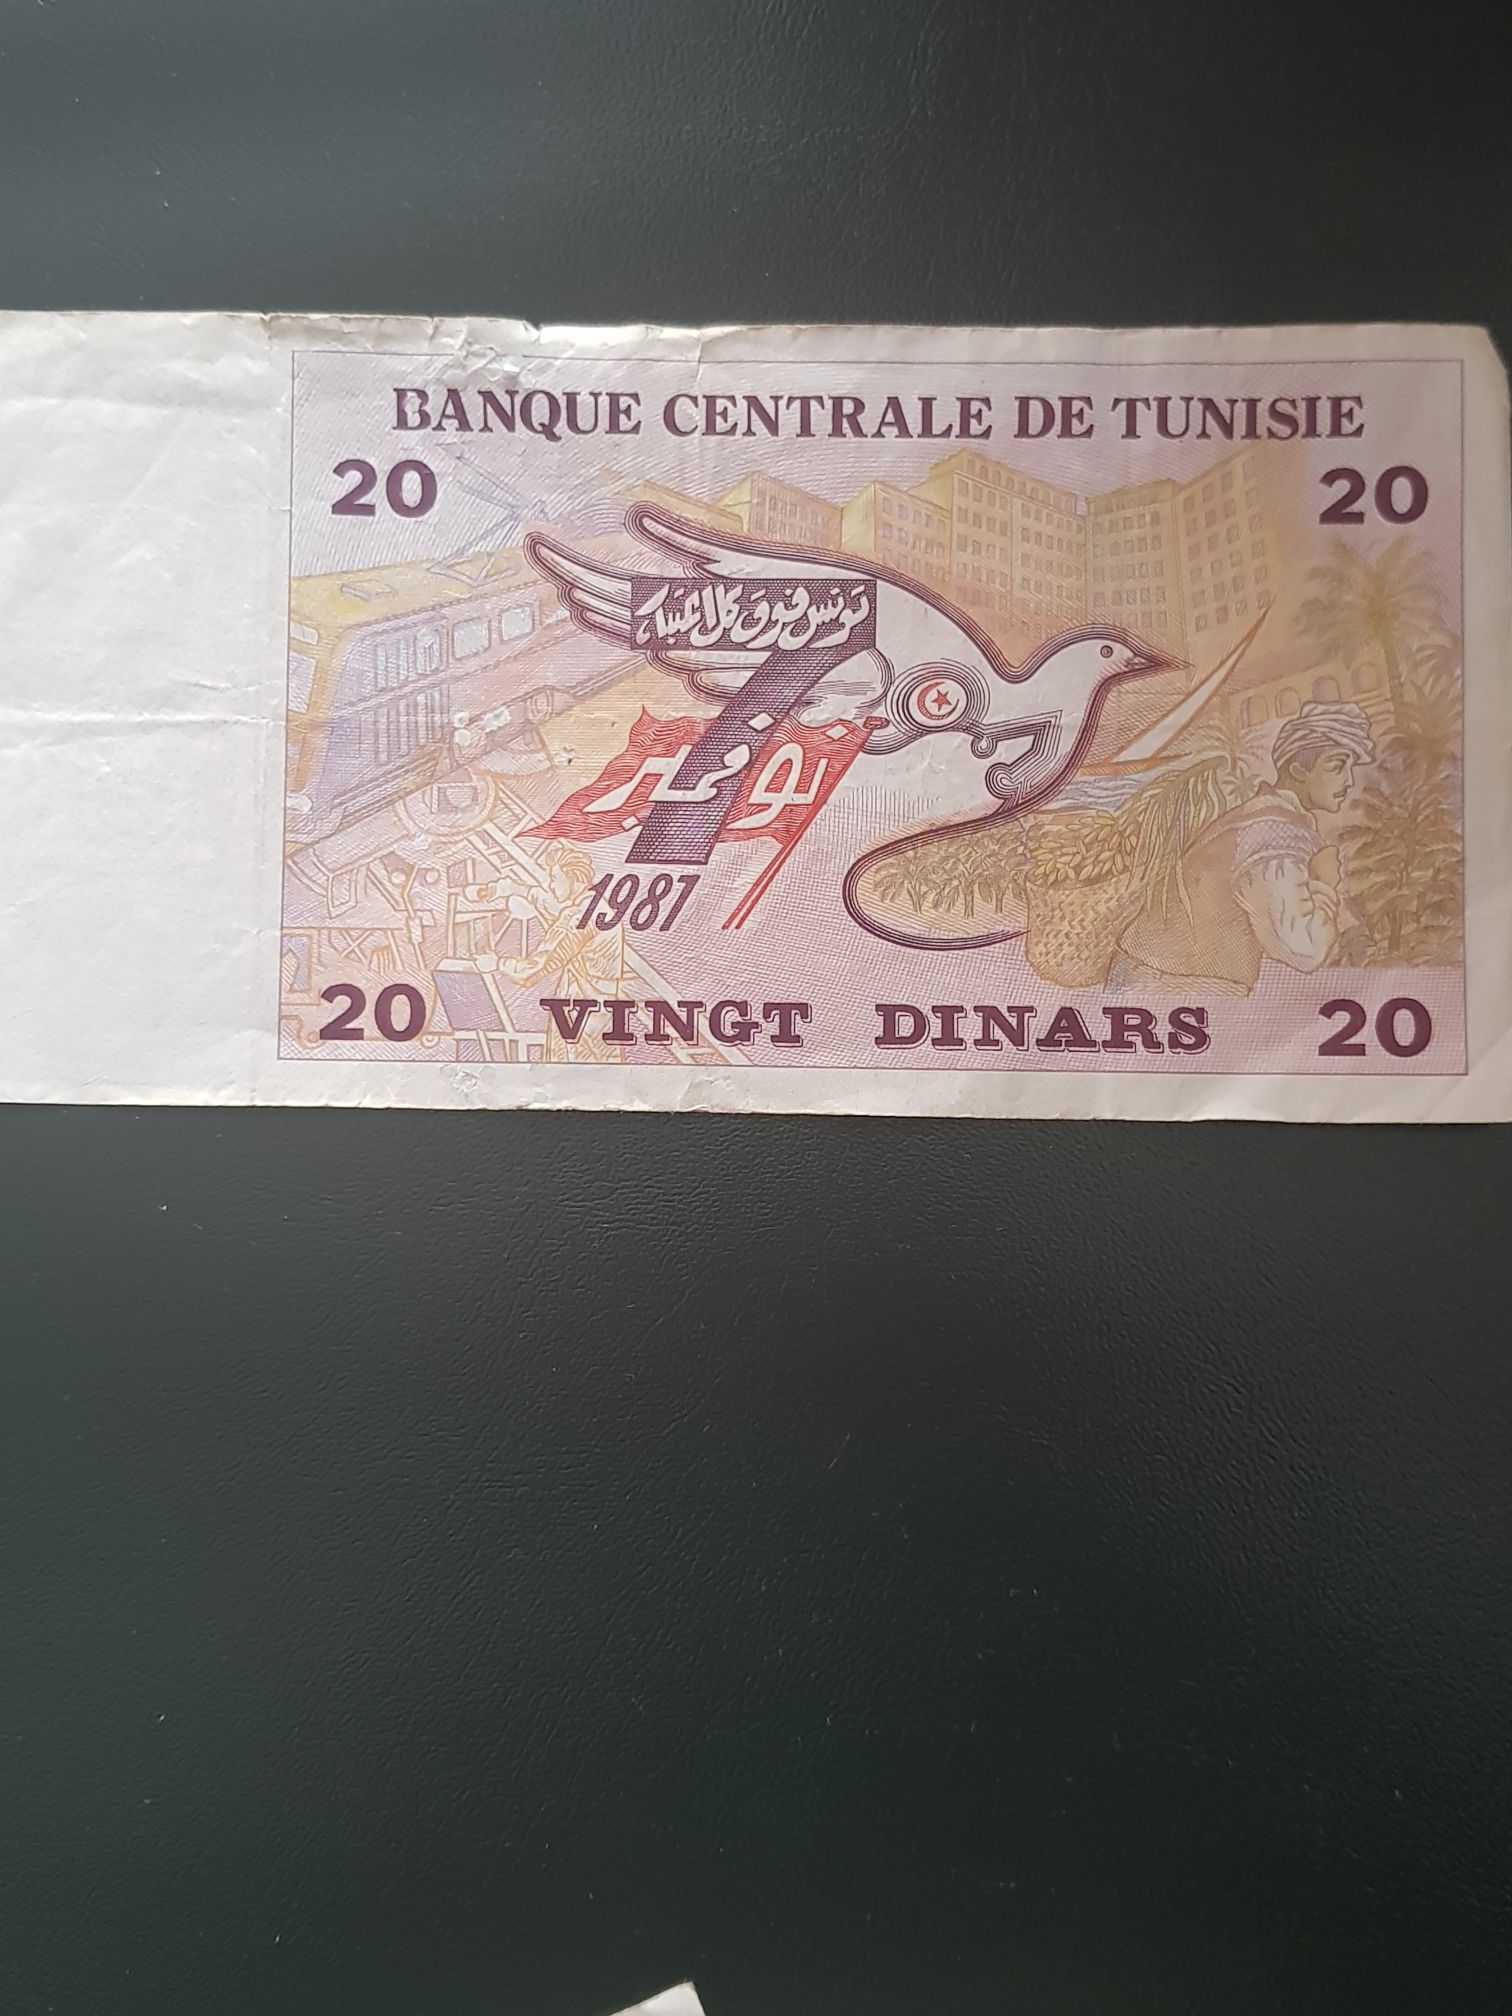 BANQUE CENTRALE DE TUNISIE
20 20
تونس فوق كل اعتبار
7
نوفمبر
1987
20 VINGT DINARS 20